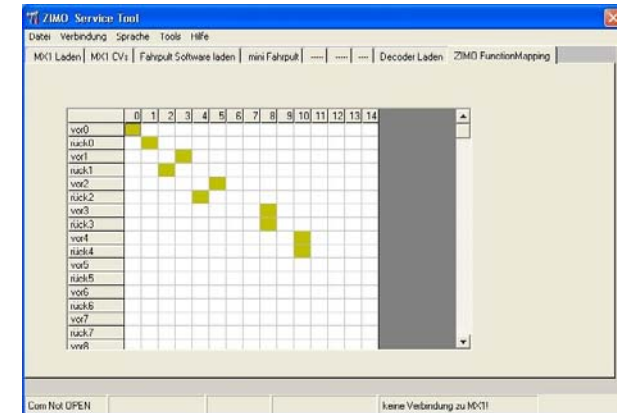 ZIMO Service Tool
Datei Verbindung Sprache Tools Hilfe
MX1 Laden MX1 CVs Fahrpult Software laden mini Fahrpult ---- ---- ---- Decoder Laden ZIMO FunctionMapping
0 1 2 3 4 5 6 7 8 9 10 11 12 13 14
vor0
rück0
vor1
rück1
vor2
rück2
vor3
rück3
vor4
rück4
vor5
rück5
vor6
rück6
vor7
rück7
vor8
Com Not OPEN keine Verbindung zu MX1!